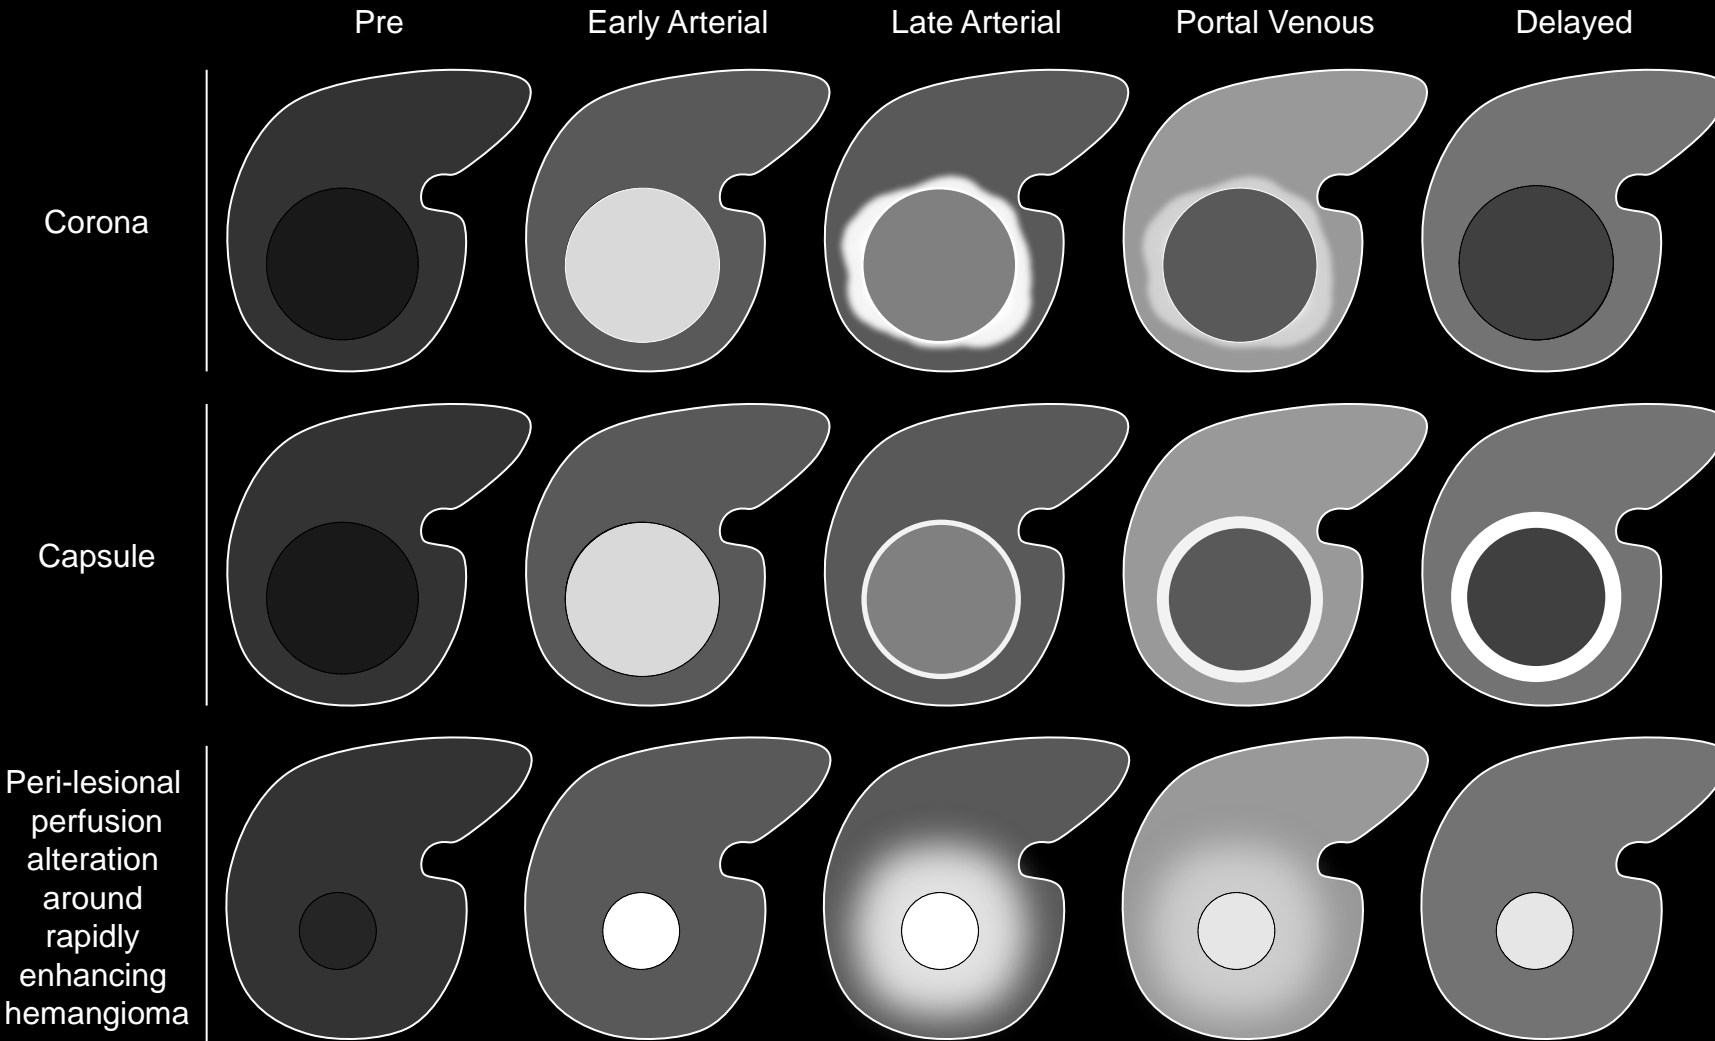 Pre
Early Arterial
Late Arterial
Portal Venous
Delayed
Corona
Capsule
Peri-lesional
perfusion
alteration
around
rapidly
enhancing
hemangioma